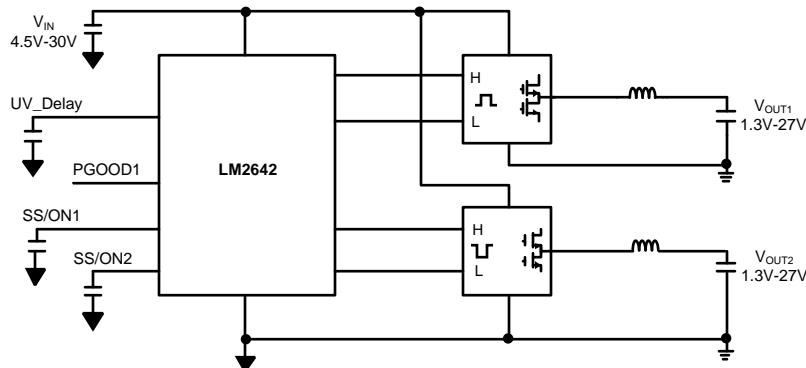 VIN
4.5V-30V
UV_Delay
PGOOD1
SS/ON1
SS/ON2
LM2642
H
L
H
L
VOUT1
1.3V-27V
VOUT2
1.3V-27V